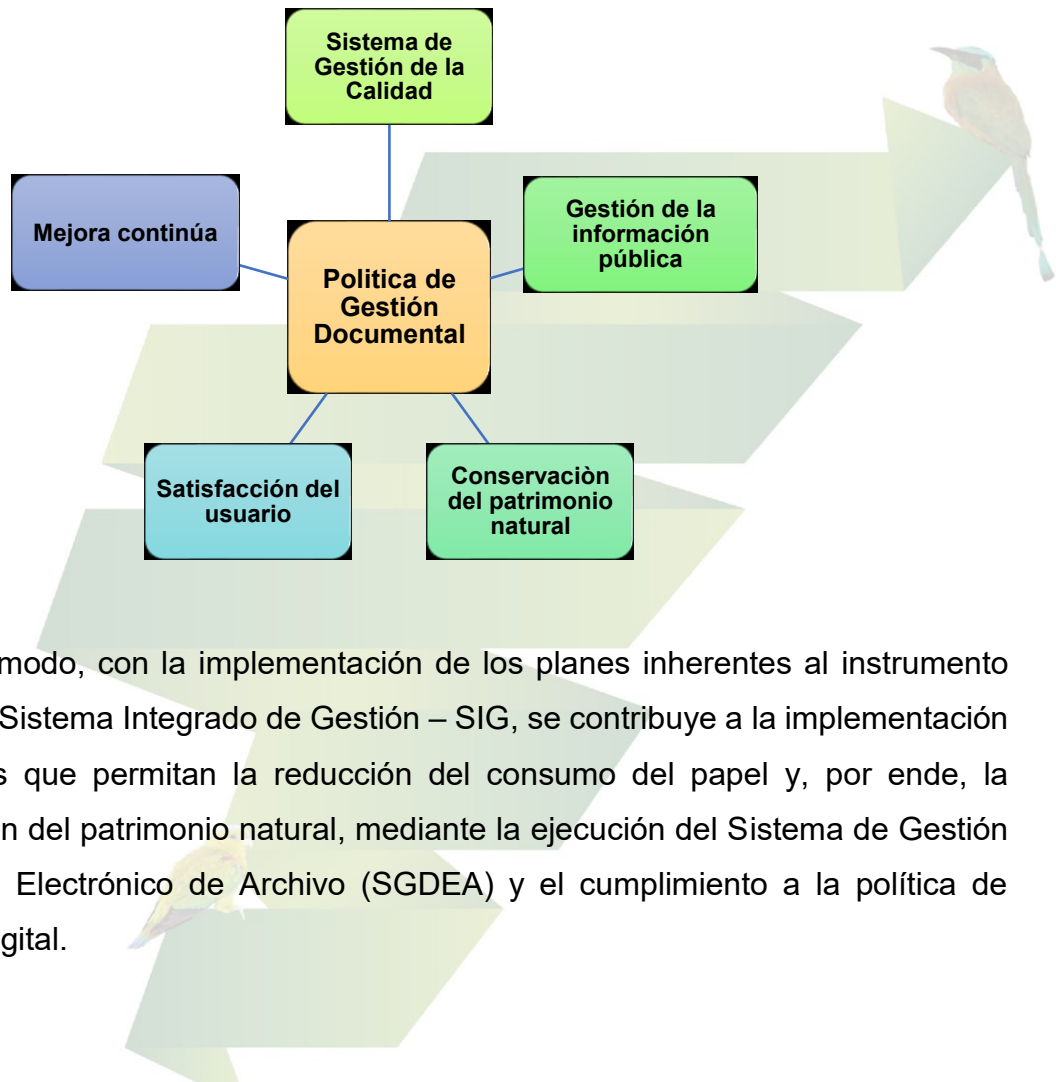 Sistema de
Gestión de la
Calidad
Mejora continúa
Gestión de la
información
pública
Politica de
Gestión
Documental
Satisfacción del
usuario
Conservaciòn
del patrimonio
natural
modo, con la implementación de los planes inherentes al instrumento
Sistema Integrado de Gestión – SIG, se contribuye a la implementación
s que permitan la reducción del consumo del papel y, por ende, la
n del patrimonio natural, mediante la ejecución del Sistema de Gestión
Electrónico de Archivo (SGDEA) y el cumplimiento a la política de
gital.